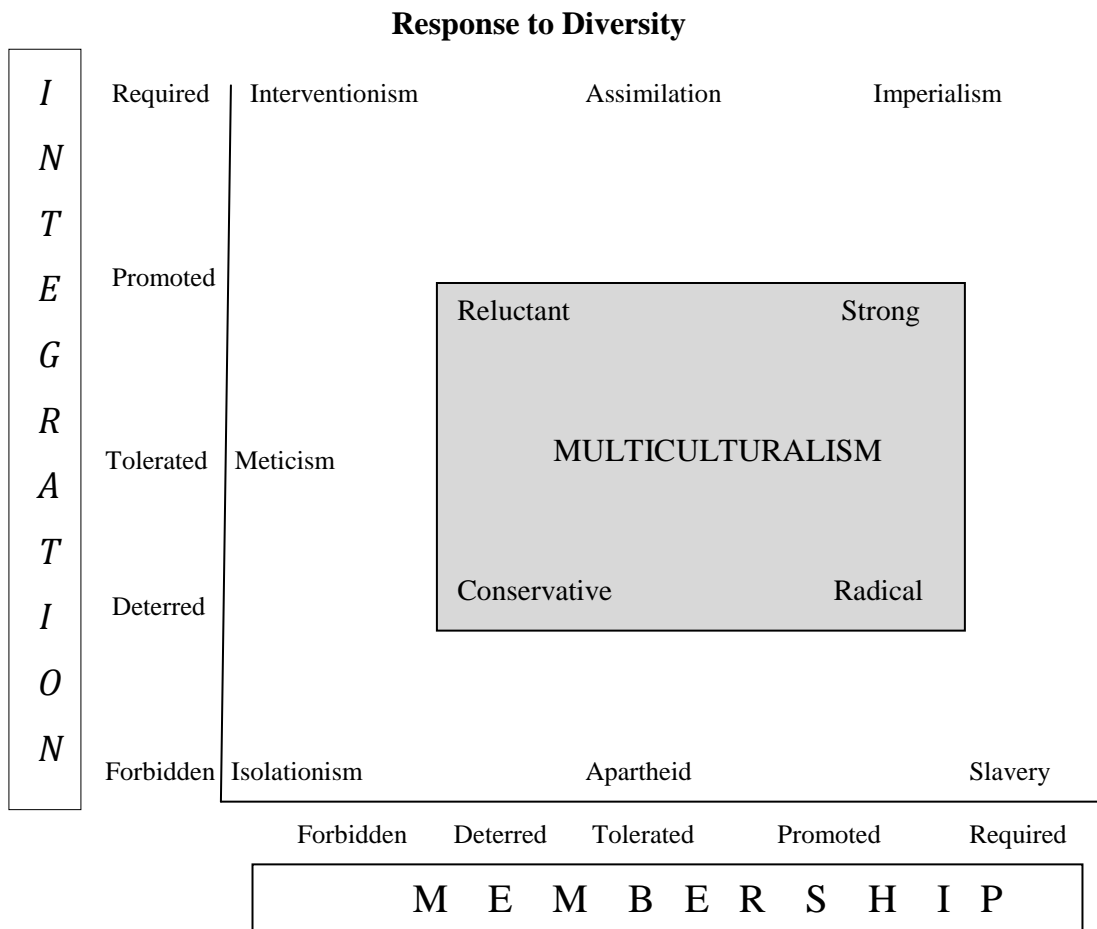 Response to Diversity
I
N
T
E
G
R
A
T
I
O
N
Required Interventionism Assimilation Imperialism
Promoted
Reluctant Strong
Tolerated Meticism MULTICULTURALISM
Conservative Radical
Deterred
Forbidden Isolationism Apartheid Slavery
Forbidden Deterred Tolerated Promoted Required
M E M B E R S H I P